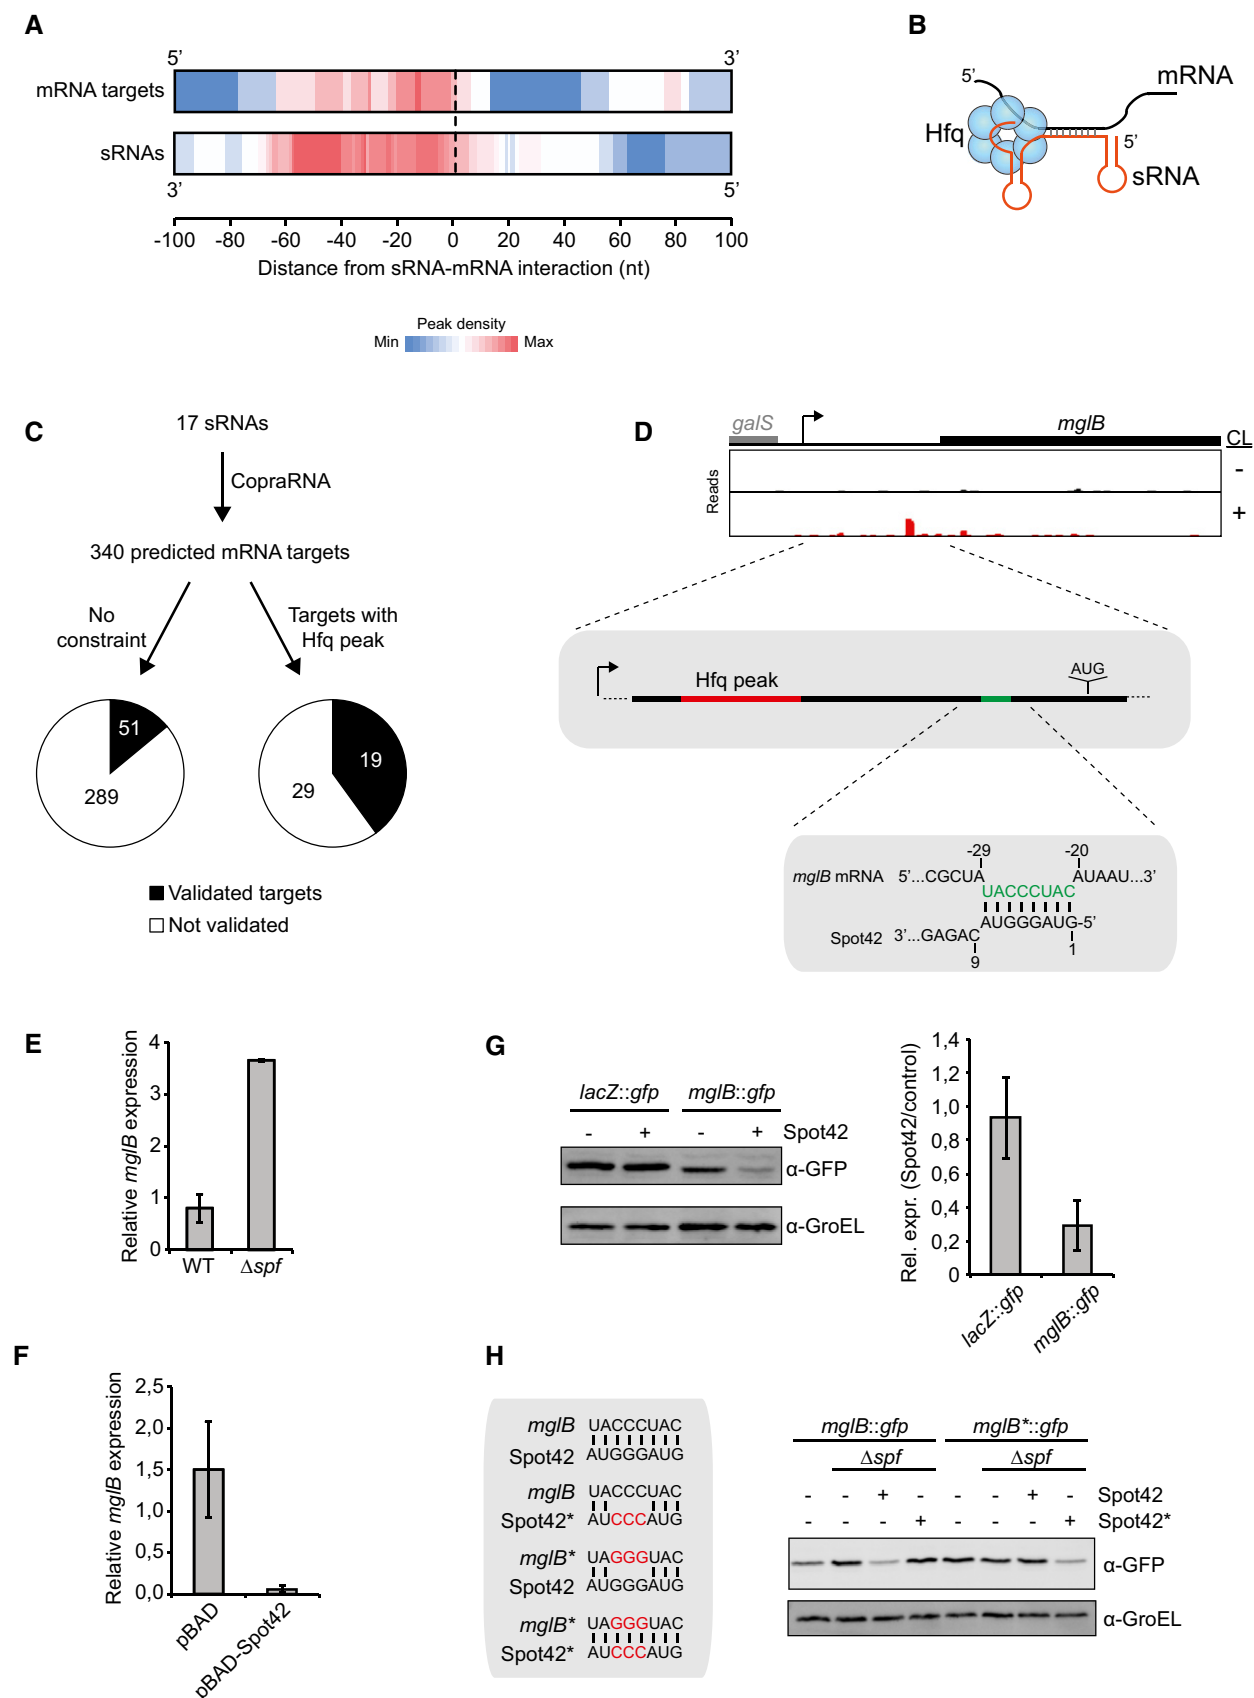 A
5’
3’
mRNA targets
sRNAs
3’
5’
-100 -80 -60 -40 -20 0 20 40 60 80 100
Distance from sRNA-mRNA interaction (nt)
Peak density
Min Max
B
5’
mRNA
Hfq
5’
sRNA
C
17 sRNAs
CopraRNA
340 predicted mRNA targets
No
constraint
Targets with
Hfq peak
51
289
19
29
Validated targets
Not validated
D
galS
mglB
CL
Reads
-
+
Hfq peak
AUG
-29 -20
mglB mRNA 5’...CGCUA AUAAU...3’
UACCCUAC
AUGGGAUG-5’
Spot42 3’...GAGAC
9 1
E
Relative mglB expression
4
3
2
1
0
WT Δspf
F
Relative mglB expression
2,5
2,0
1,5
1,0
0,5
0,0
pBAD
pBAD-Spot42
G
lacZ::gfp mglB::gfp
- + - + Spot42
α-GFP
α-GroEL
Rel. expr. (Spot42/control)
1,4
1,2
1,0
0,8
0,6
0,4
0,2
0
lacZ::gfp
mglB::gfp
H
mglB UACCCUAC
Spot42 AUGGGAUG
mglB UACCCUAC
Spot42* AUCCCAUG
mglB* UAGGGUAC
Spot42 AUGGGAUG
mglB* UAGGGUAC
Spot42* AUCCCAUG
mglB::gfp mglB*::gfp
Δspf Δspf
- - + - - - + - Spot42
- - - + - - - + Spot42*
α-GFP
α-GroEL